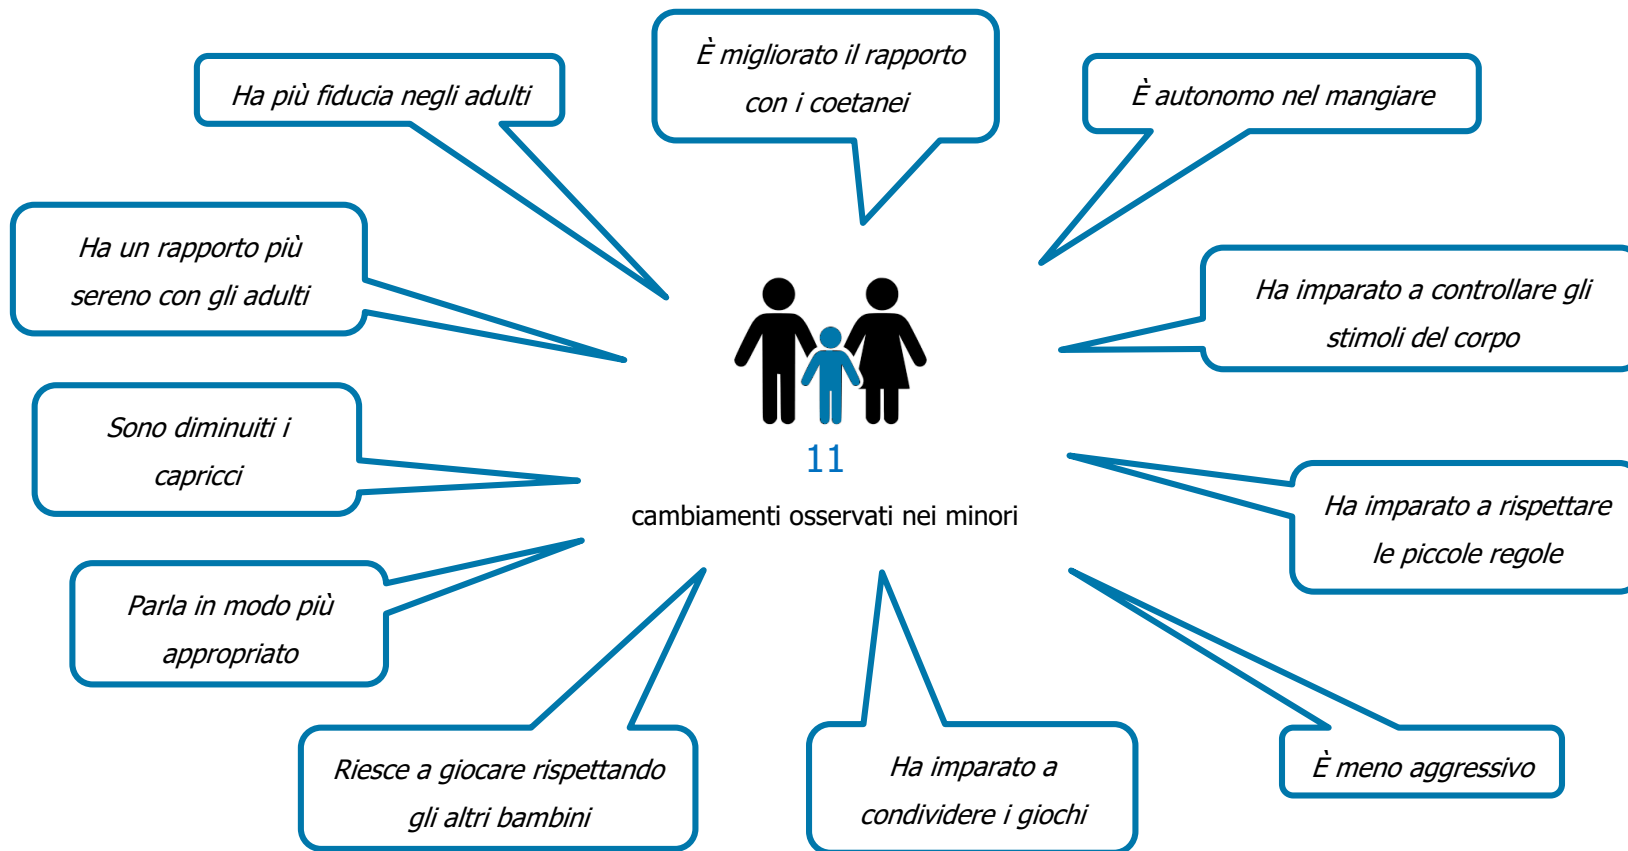 È migliorato il rapporto
con i coetanei
Ha più fiducia negli adulti
È autonomo nel mangiare
Ha un rapporto più
sereno con gli adulti
Ha imparato a controllare gli
stimoli del corpo
Sono diminuiti i
capricci
11
cambiamenti osservati nei minori
Ha imparato a rispettare
le piccole regole
Parla in modo più
appropriato
Riesce a giocare rispettando
gli altri bambini
Ha imparato a
condividere i giochi
È meno aggressivo